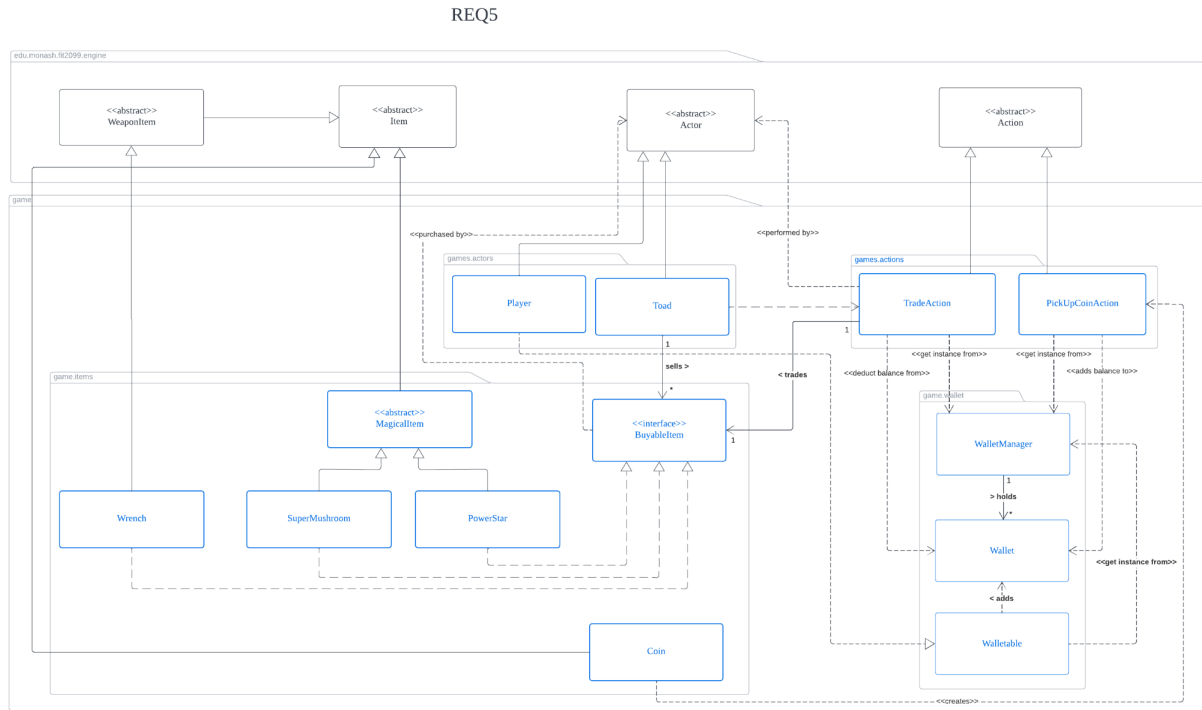 REQ5
edu.monash.fit2099.engine
<<abstract>>
WeaponItem
<<abstract>>
Item
<<abstract>>
Actor
<<abstract>>
Action
game
<<purchased by>>
<<performed by>>
games.actors
games.actions
Player
Toad
TradeAction
PickUpCoinAction
1
1
sells >
*
< trades
1
<<get instance from>>
<<get instance from>>
<<deduct balance from>>
<<adds balance to>>
game.items
<<abstract>>
MagicalItem
<<interface>>
BuyableItem
game.wallet
WalletManager
1
> holds
*
Wrench
SuperMushroom
PowerStar
Wallet
<<get instance from>>
< adds
Walletable
Coin
<<creates>>